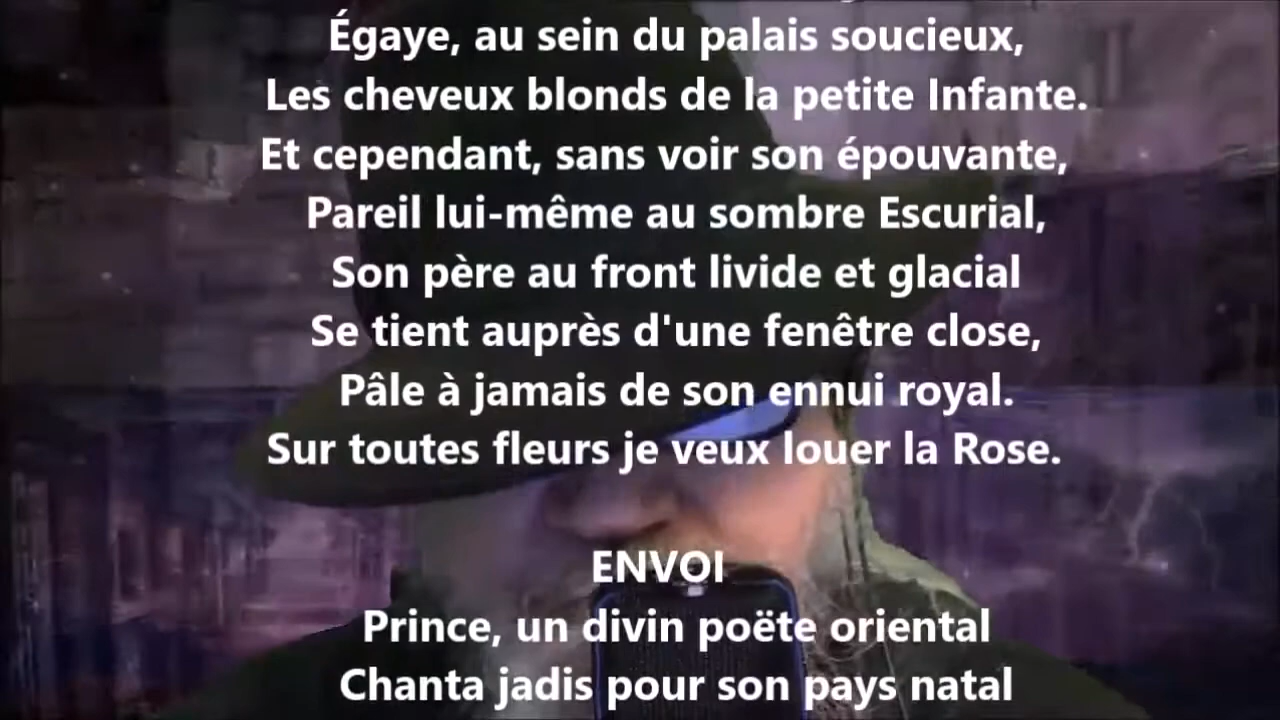 Égaye, au sein du palais soucieux,
Les cheveux blonds de la petite Infante.
Et cependant, sans voir son épouvante,
Pareil lui-même au sombre Escurial,
Son père au front livide et glacial
Se tient auprès d'une fenêtre close,
Pâle à jamais de son ennui royal.
Sur toutes fleurs je veux louer la Rose.
ENVOI
Prince, un divin poëte oriental
Chanta jadis pour son pays natal